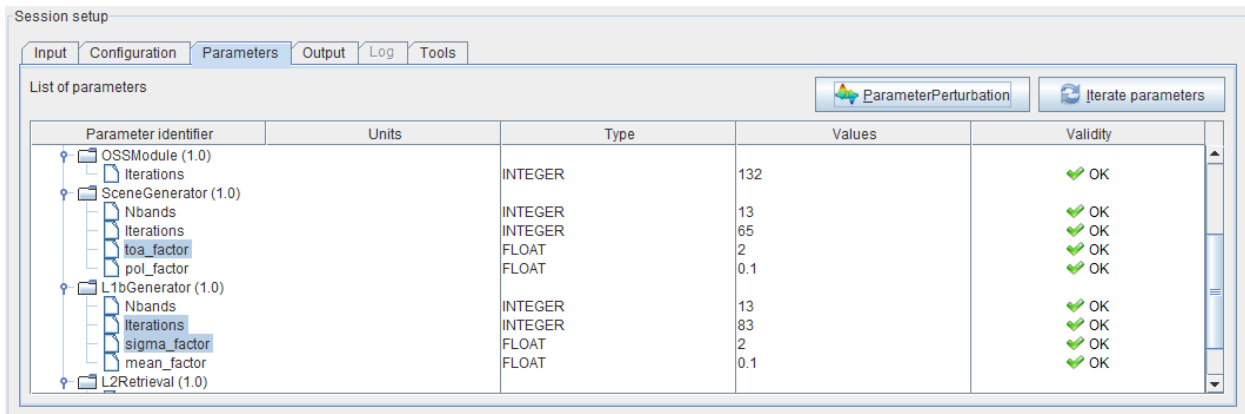 Session setup
Input Configuration Parameters Output Log Tools
List of parameters ParameterPerturbation Iterate parameters
Parameter identifier Units Type Values Validity
OSSModule (1.0)
Iterations INTEGER 132 OK
SceneGenerator (1.0)
Nbands INTEGER 13 OK
Iterations INTEGER 65 OK
toa_factor FLOAT 2 OK
pol_factor FLOAT 0.1 OK
L1bGenerator (1.0)
Nbands INTEGER 13 OK
Iterations INTEGER 83 OK
sigma_factor FLOAT 2 OK
mean_factor FLOAT 0.1 OK
L2Retrieval (1.0)